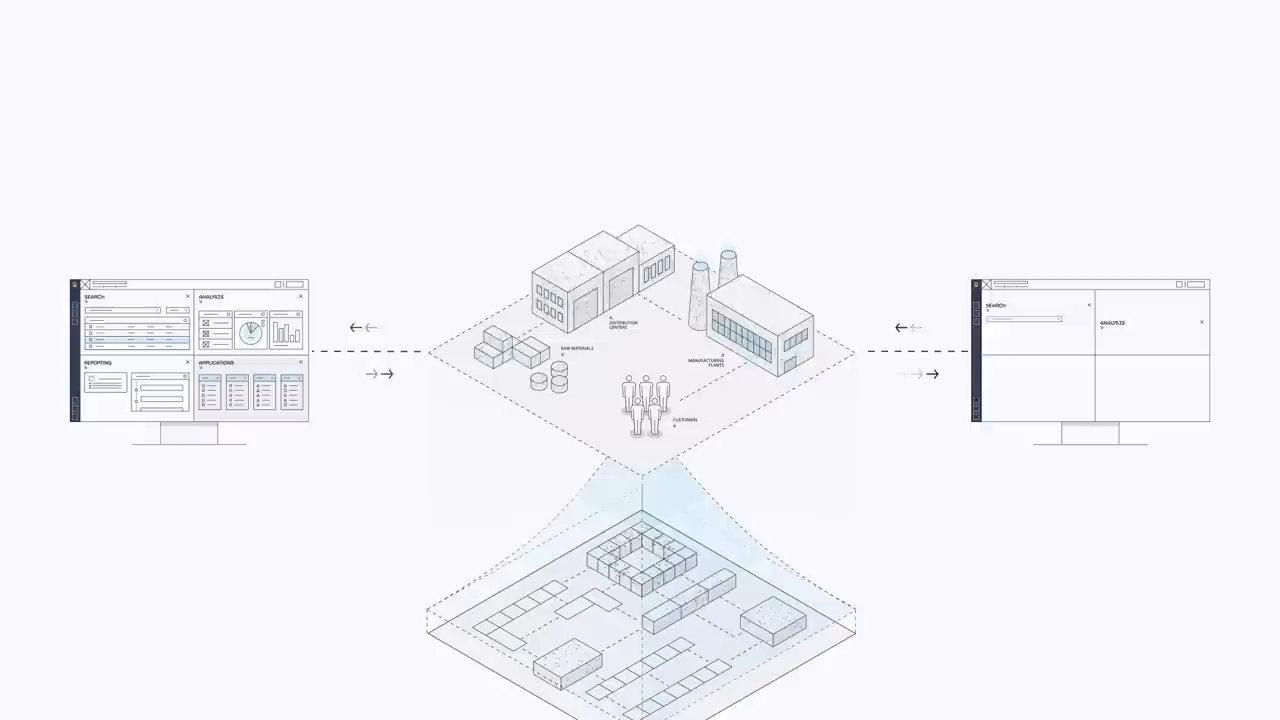 SEARCH
ANALYSIS
REPORTING
APPLICATIONS
DISTRIBUTION
CENTERS
RAW MATERIALS
MANUFACTURING
PLANTS
CUSTOMERS
SEARCH
ANALYSIS